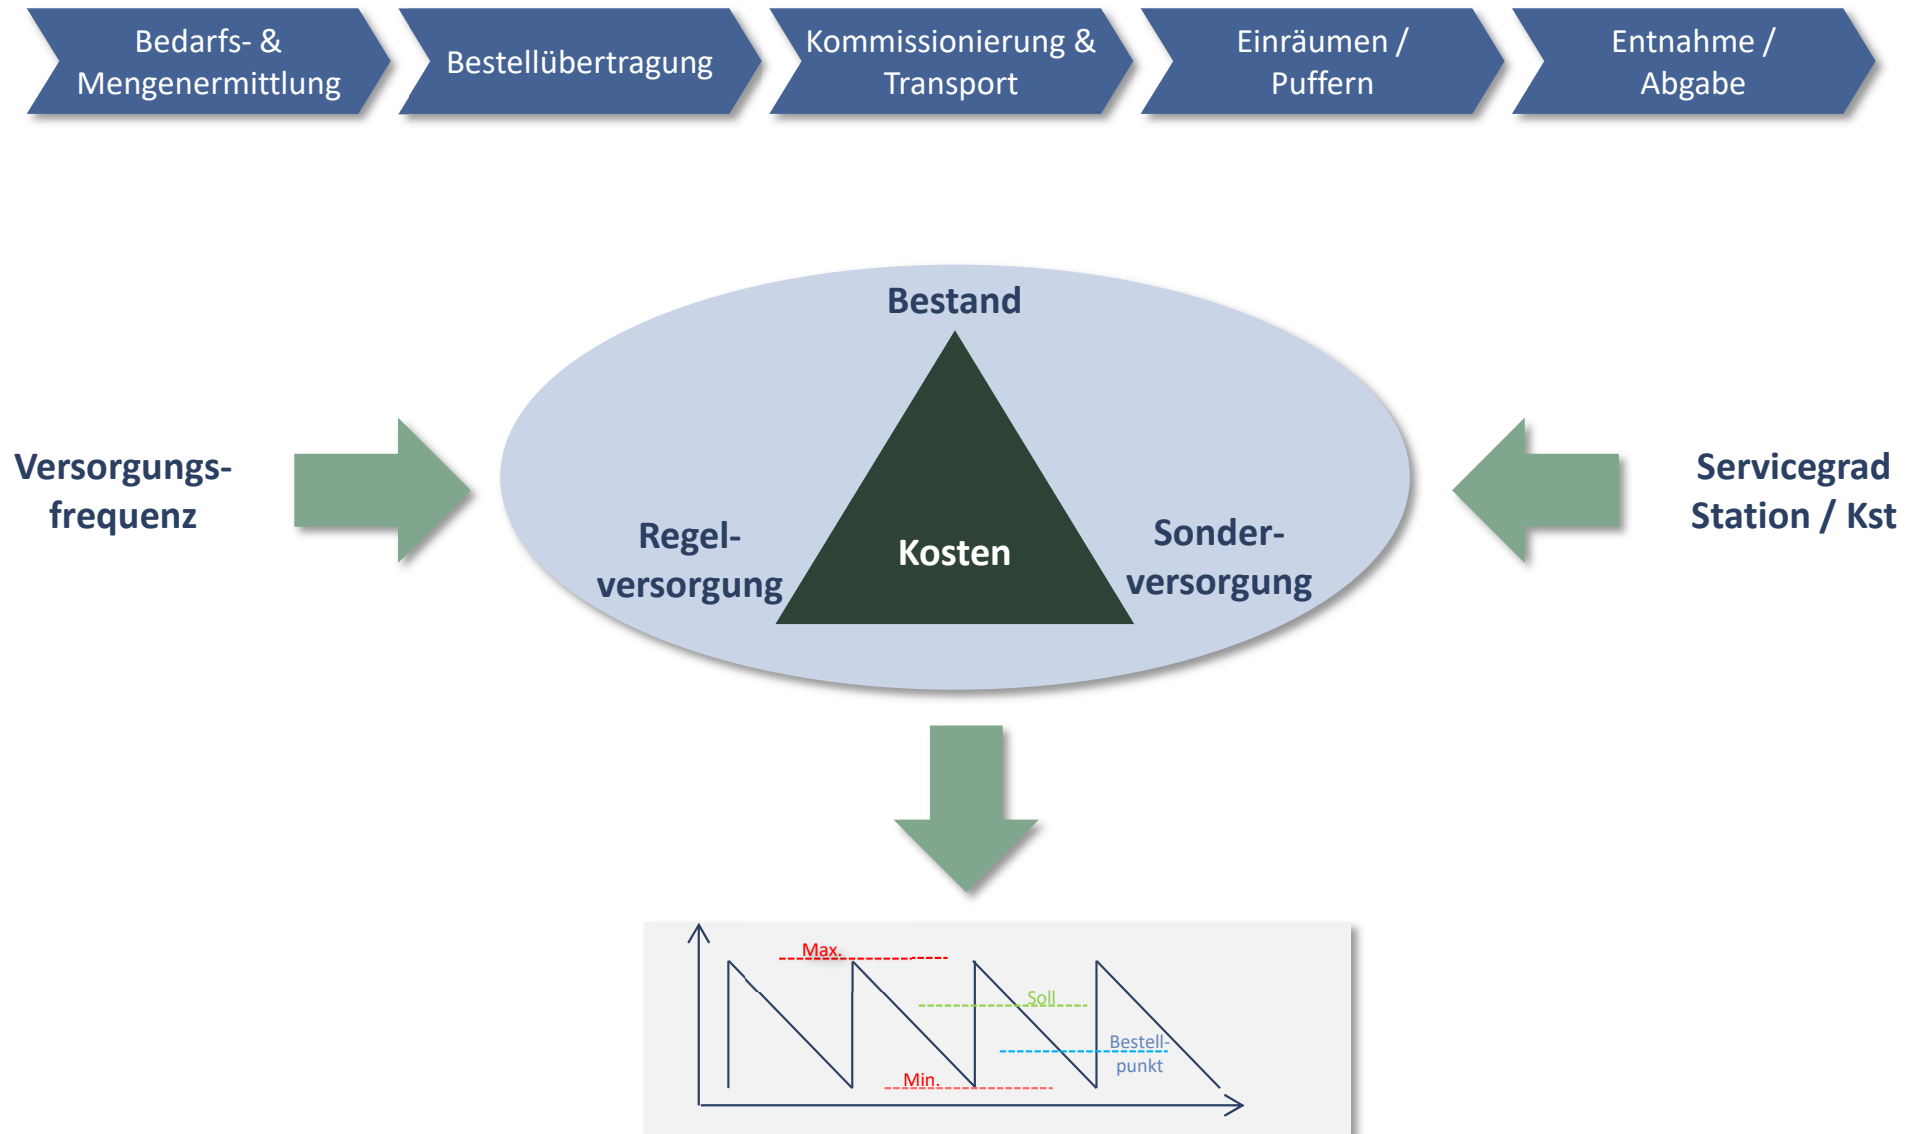 Bedarfs- &
Mengenermittlung
Bestellübertragung
Kommissionierung &
Transport
Einräumen /
Puffern
Entnahme /
Abgabe
Bestand
Versorgungs-
frequenz
Regel-
versorgung
Kosten
Sonder-
versorgung
Servicegrad
Station / Kst
Max.
Soll
Bestell-
punkt
Min.